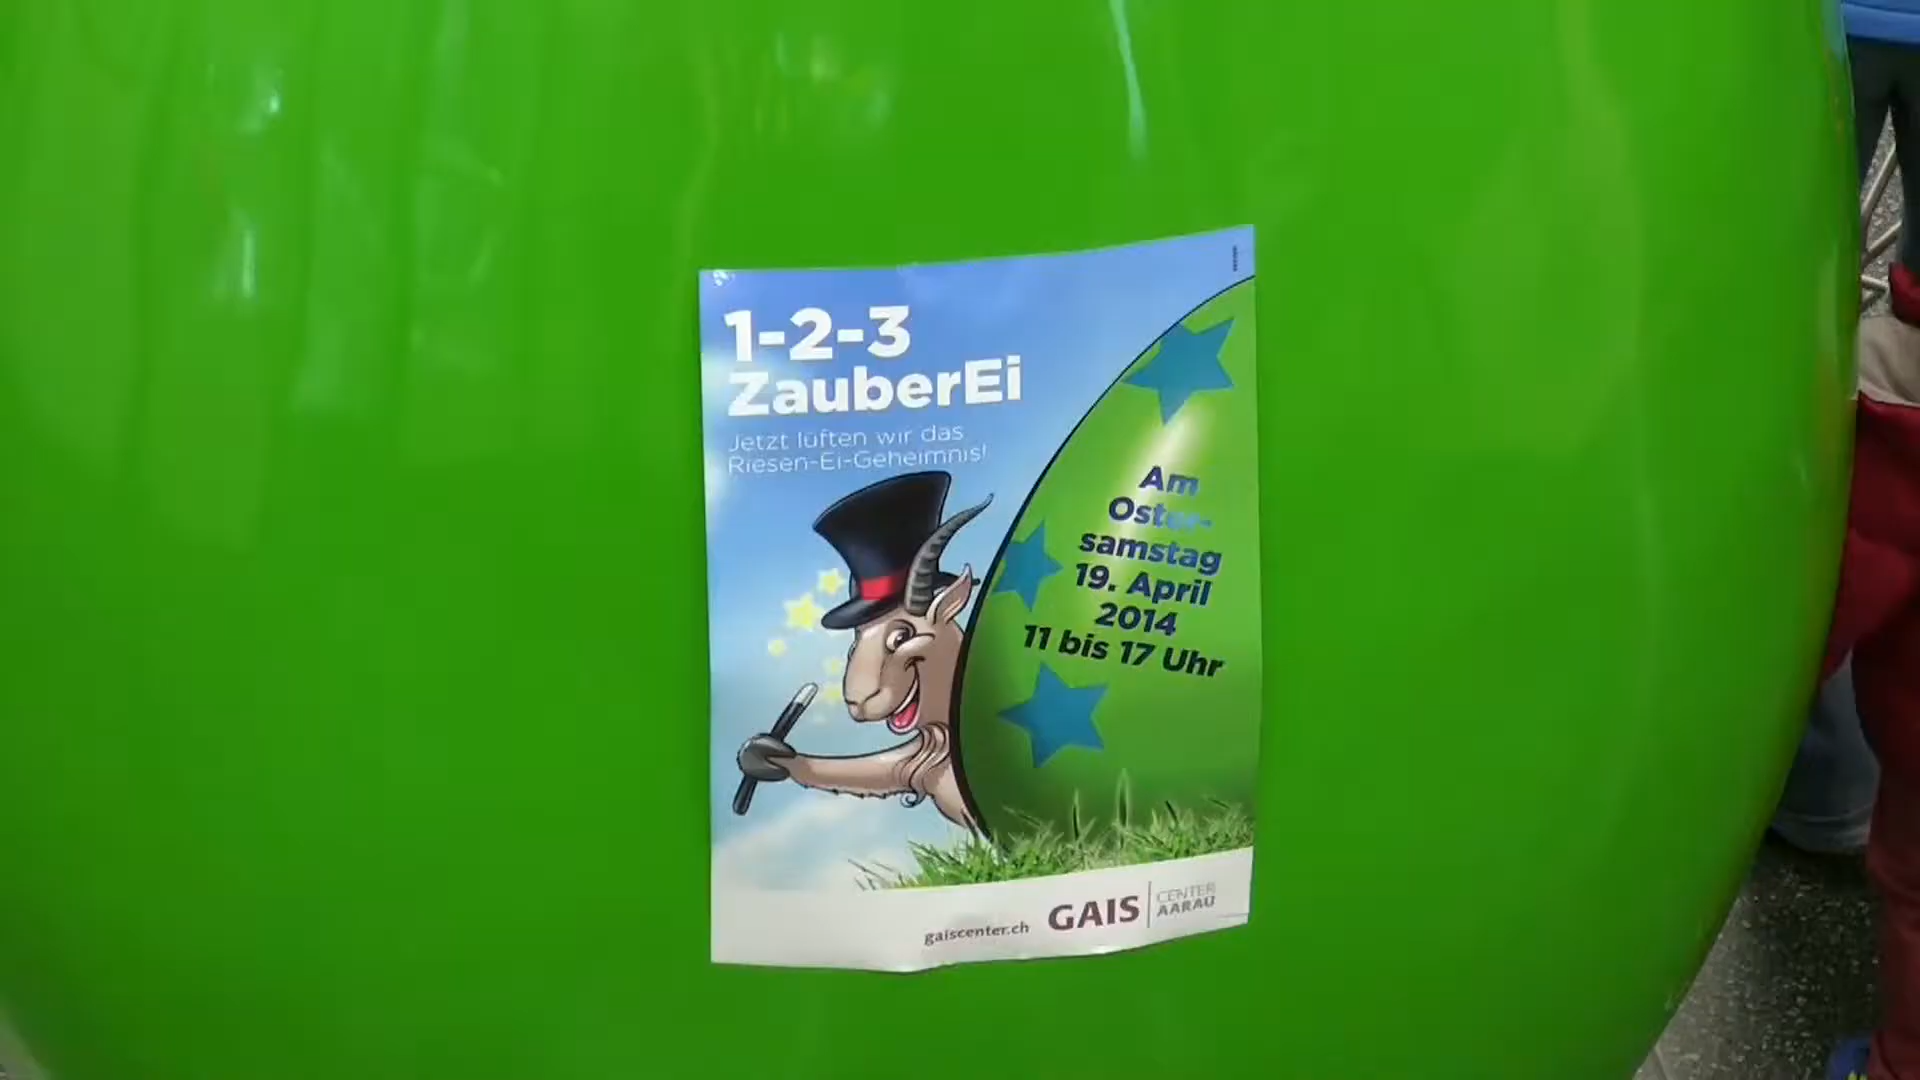 1-2-3
ZauberEi
Jetzt lüften wir das
Riesen-Ei-Geheimnis!
Am
Oster-
samstag
19. April
2014
11 bis 17 Uhr
gaiscenter.ch
GAIS
CENTER
AARAU